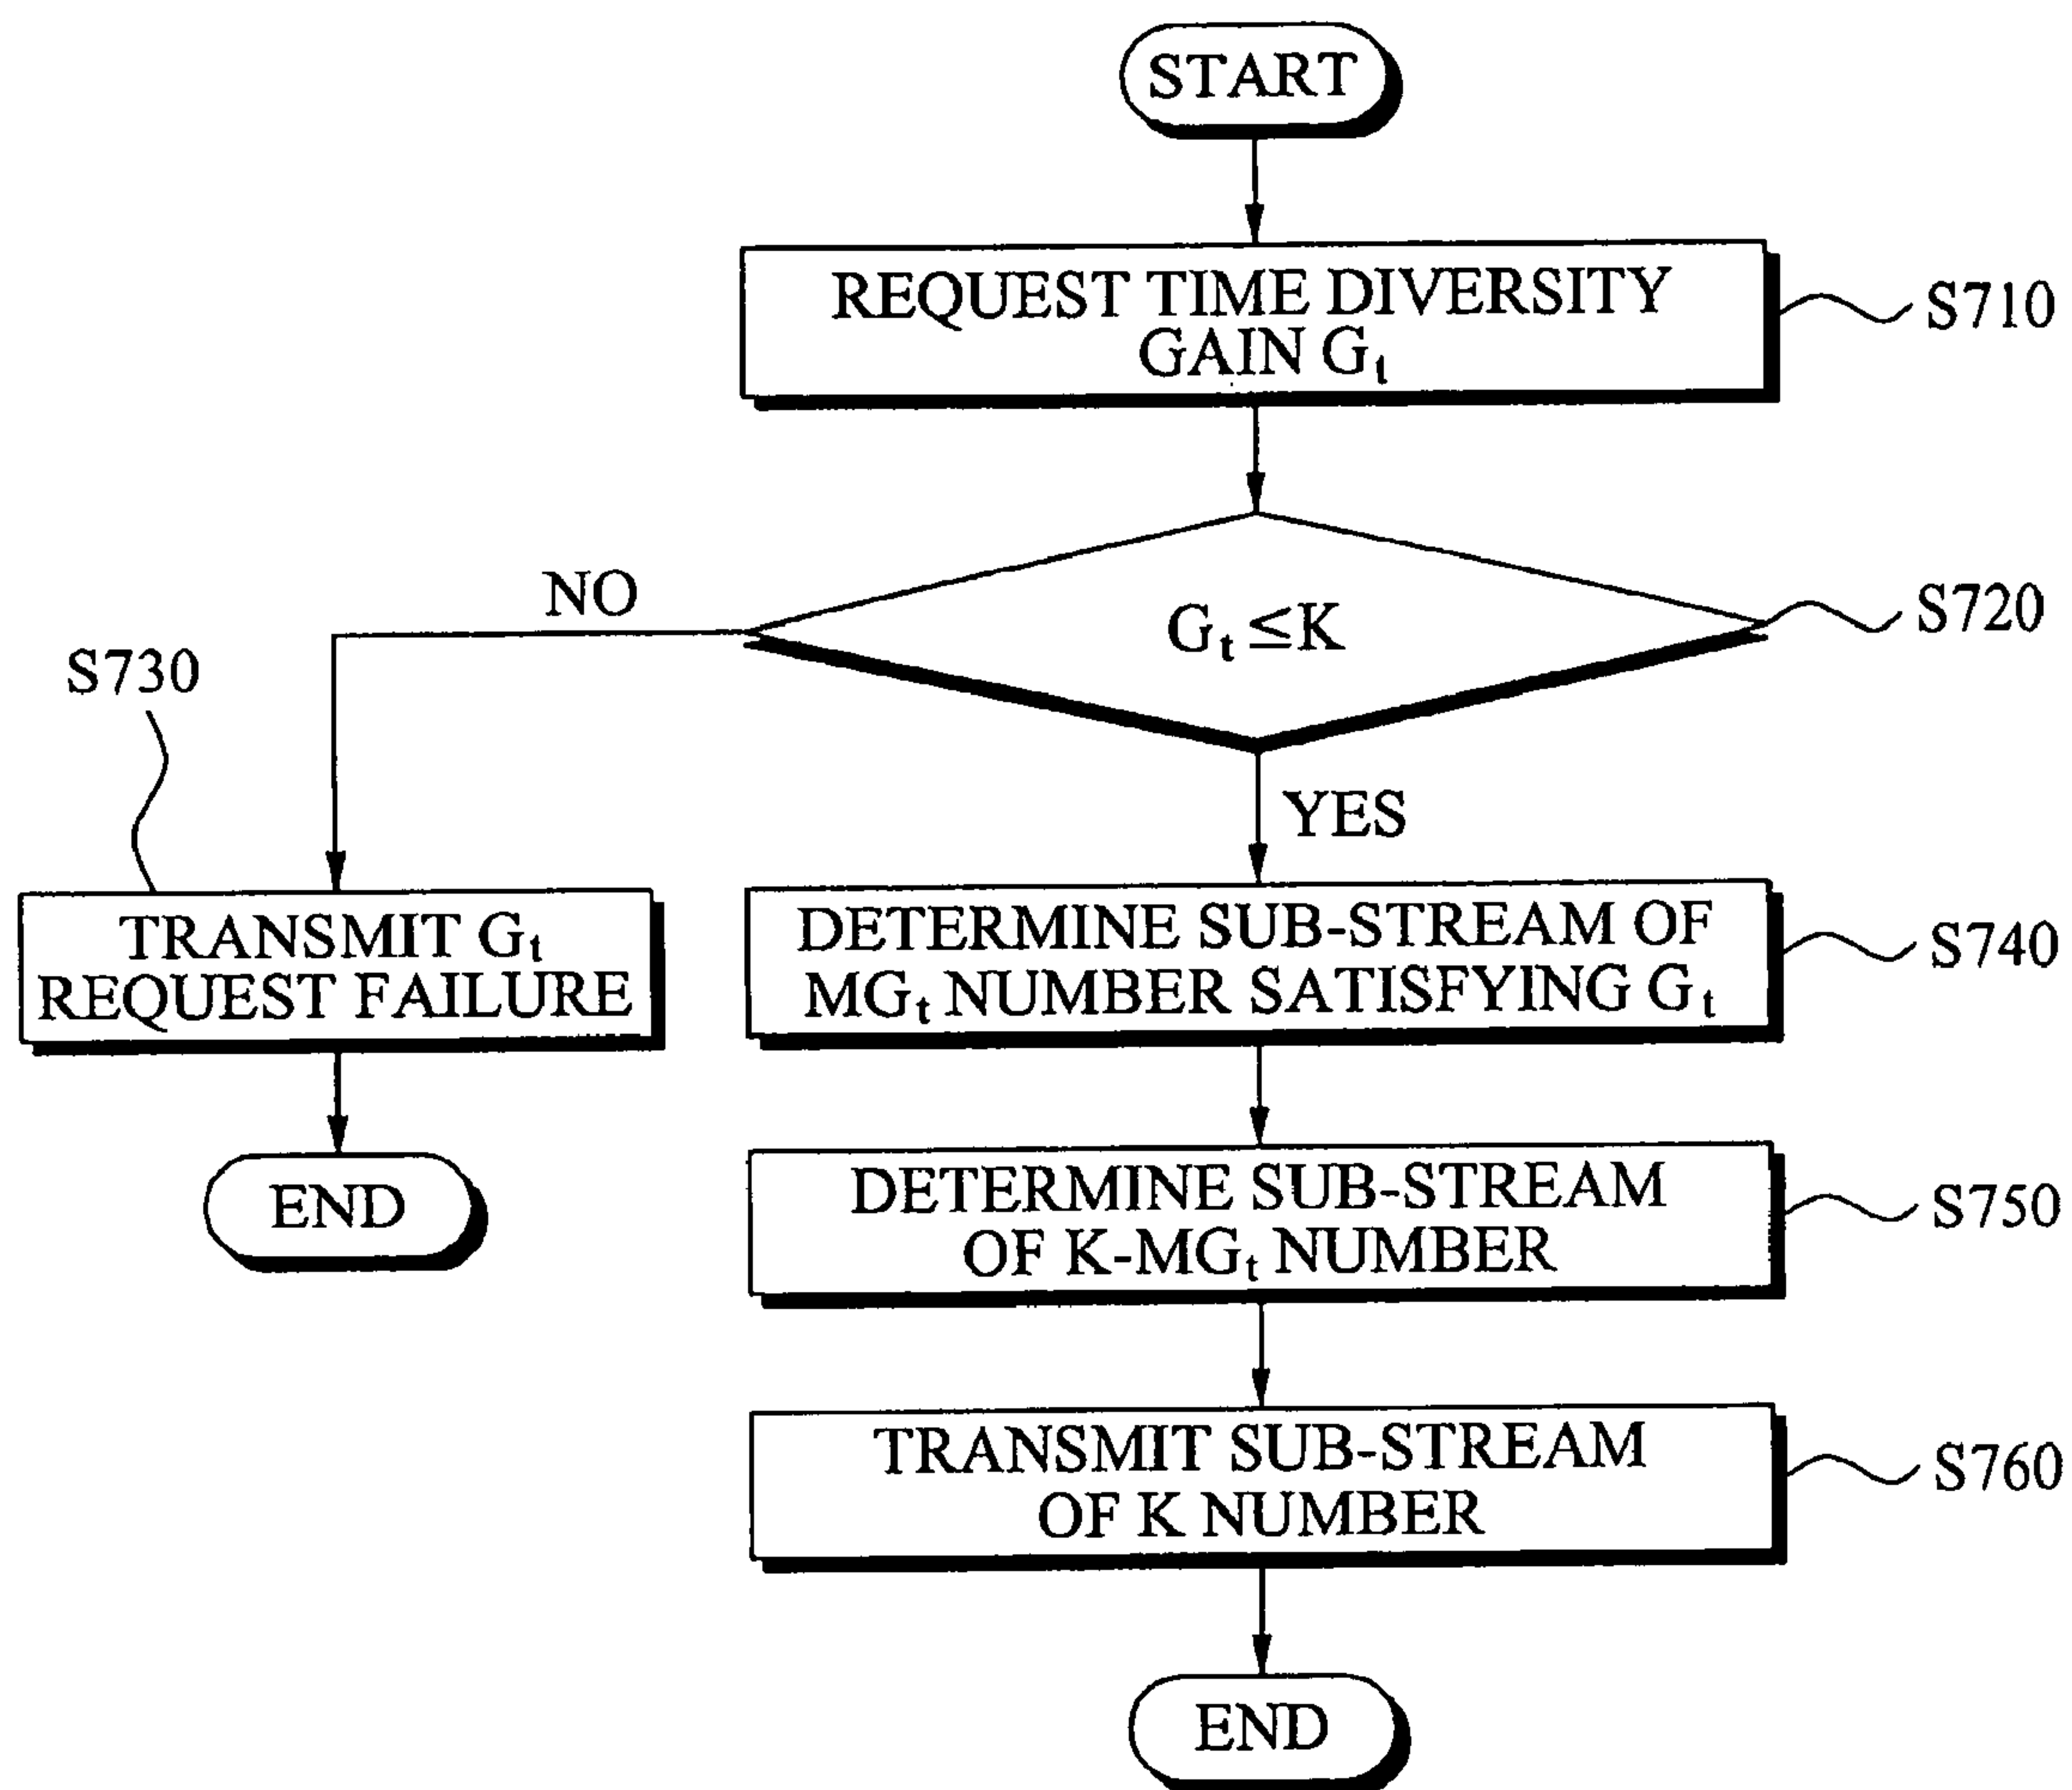 START
REQUEST TIME DIVERSITY
GAIN Gt
S710
Gt ≤K
S720
NO
S730
YES
TRANSMIT Gt
REQUEST FAILURE
DETERMINE SUB-STREAM OF
MGt NUMBER SATISFYING Gt
S740
END
DETERMINE SUB-STREAM
OF K-MGt NUMBER
S750
TRANSMIT SUB-STREAM
OF K NUMBER
S760
END